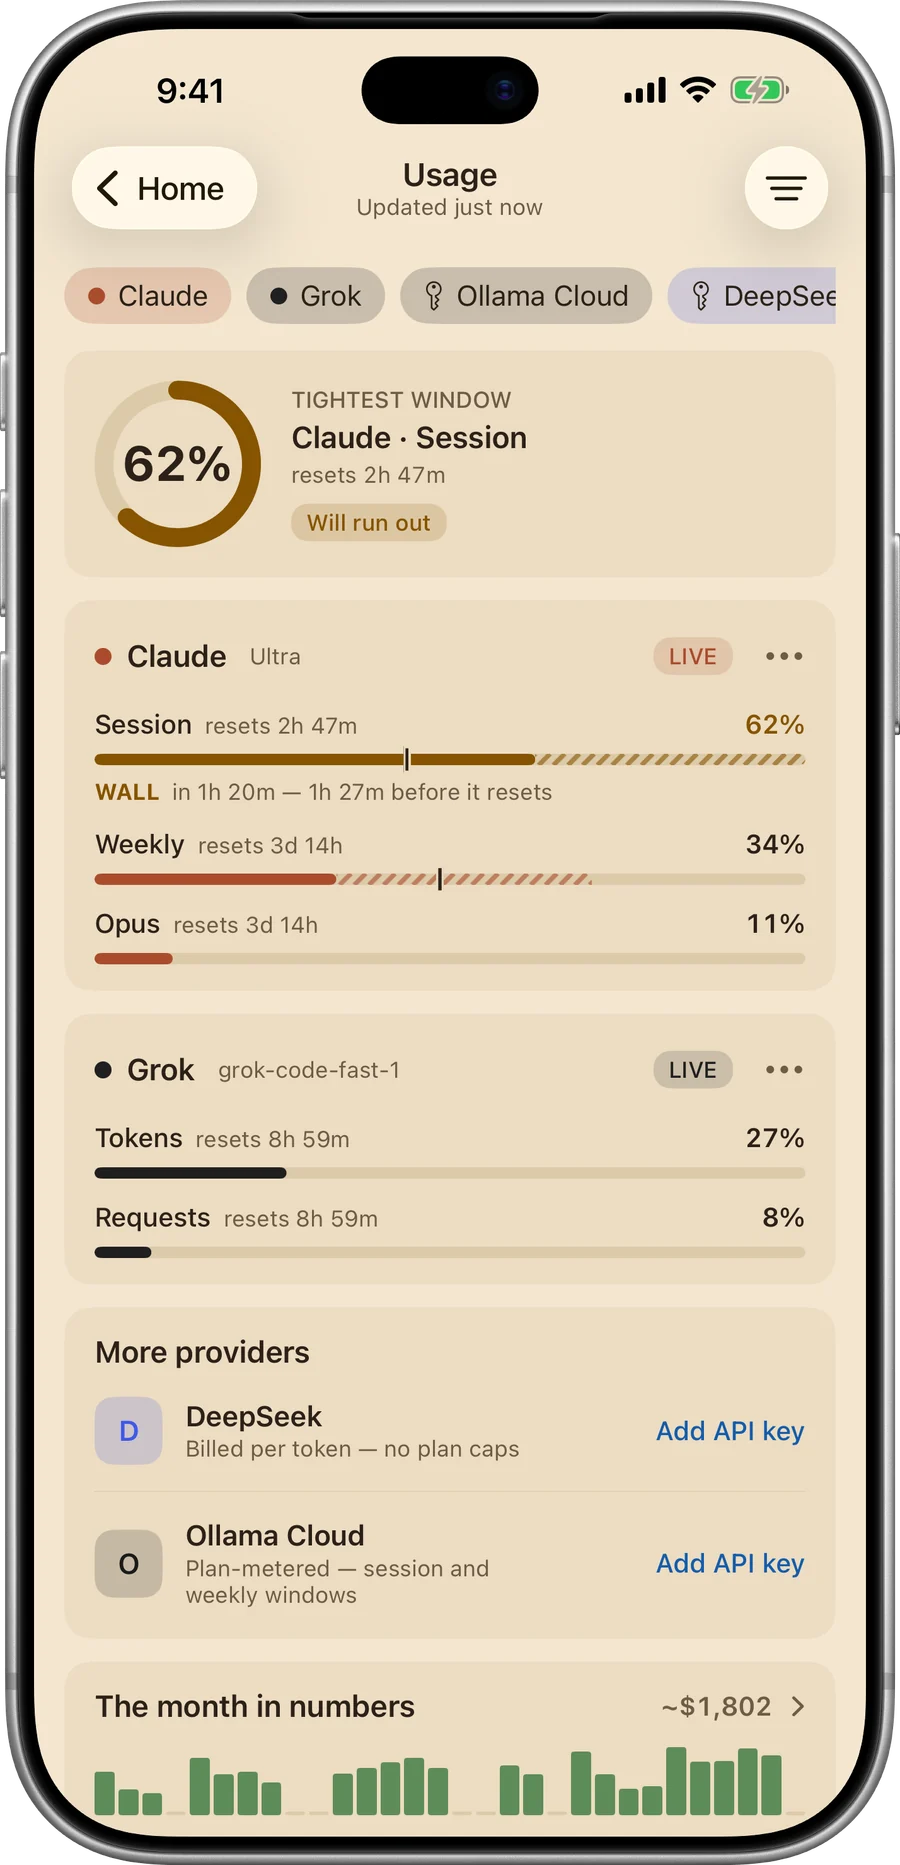 9:41
Home
Usage
Updated just now
Claude
Grok
Ollama Cloud
DeepSee
62%
TIGHTEST WINDOW
Claude · Session
resets 2h 47m
Will run out
Claude Ultra LIVE
Session resets 2h 47m 62%
WALL in 1h 20m — 1h 27m before it resets
Weekly resets 3d 14h 34%
Opus resets 3d 14h 11%
Grok grok-code-fast-1 LIVE
Tokens resets 8h 59m 27%
Requests resets 8h 59m 8%
More providers
D
DeepSeek
Billed per token — no plan caps
Add API key
O
Ollama Cloud
Plan-metered — session and
weekly windows
Add API key
The month in numbers ~$1,802